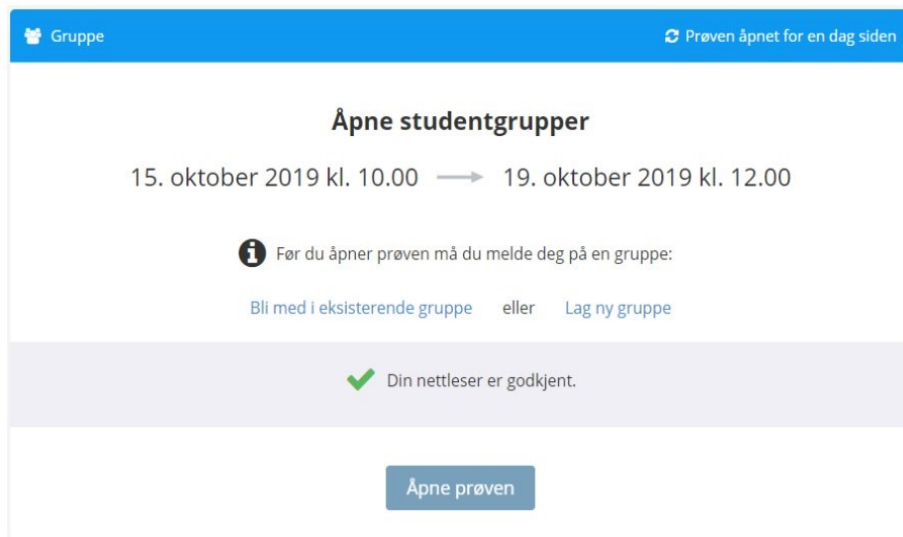 Gruppe
Prøven åpnet for en dag siden
Åpne studentgrupper
15. oktober 2019 kl. 10.00 → 19. oktober 2019 kl. 12.00
Før du åpner prøven må du melde deg på en gruppe:
Bli med i eksisterende gruppe eller Lag ny gruppe
Din nettleser er godkjent.
Åpne prøven